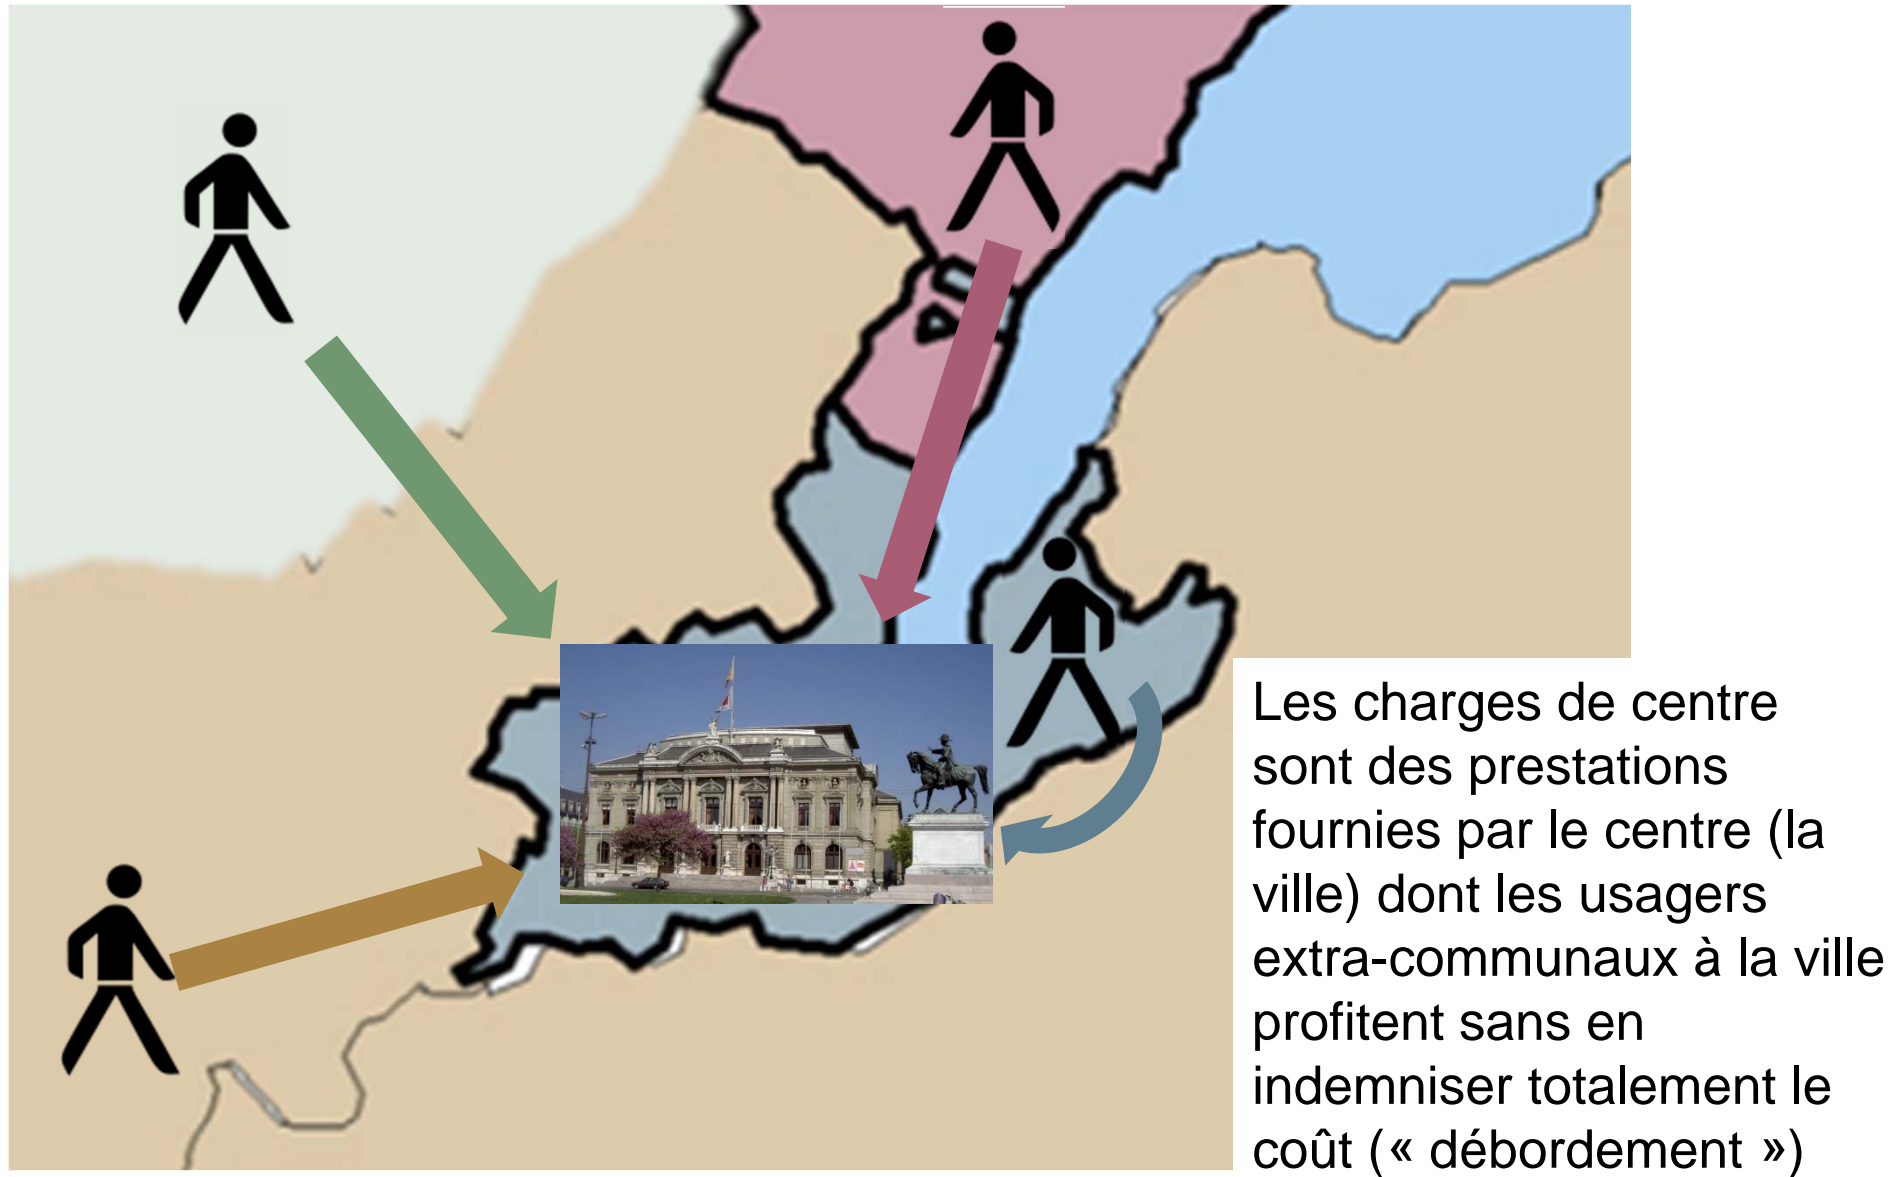 Les charges de centre
sont des prestations
fournies par le centre (la
ville) dont les usagers
extra-communaux à la ville
profitent sans en
indemniser totalement le
coût (« débordement »)